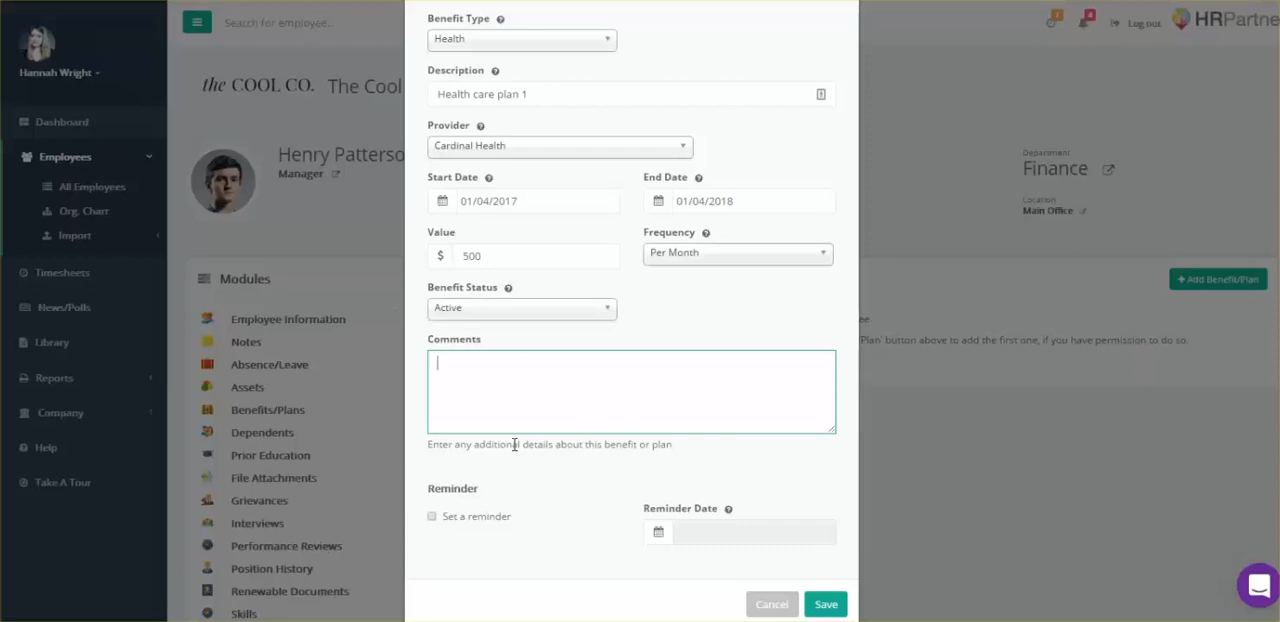 Hannah Wright
Dashboard
Employees
All Employees
Org. Chart
Import
Timesheets
News/Polls
Library
Reports
Company
Help
Take A Tour
Search for employee...
7
4
Log out
HRPartne
the COOL CO. The Cool
Henry Patterso
Manager
Department
Finance
Location
Main Office
Modules
Employee Information
Notes
Absence/Leave
Assets
Benefits/Plans
Dependents
Prior Education
File Attachments
Grievances
Interviews
Performance Reviews
Position History
Renewable Documents
Skills
+ Add Benefit/Plan
ee
Plan' button above to add the first one, if you have permission to do so.
Benefit Type
Health
Description
Health care plan 1
Provider
Cardinal Health
Start Date End Date
01/04/2017 01/04/2018
Value Frequency
$ 500 Per Month
Benefit Status
Active
Comments
Enter any additional details about this benefit or plan
Reminder
Set a reminder
Reminder Date
Cancel Save